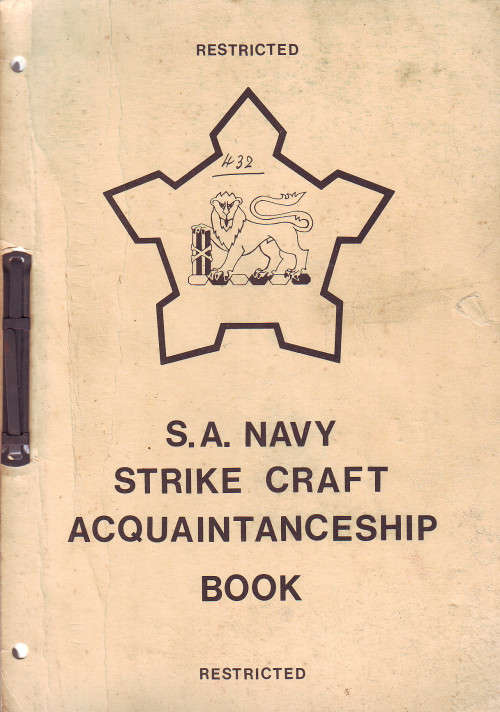 RESTRICTED
432
S.A. NAVY
STRIKE CRAFT
ACQUAINTANCESHIP
BOOK
RESTRICTED